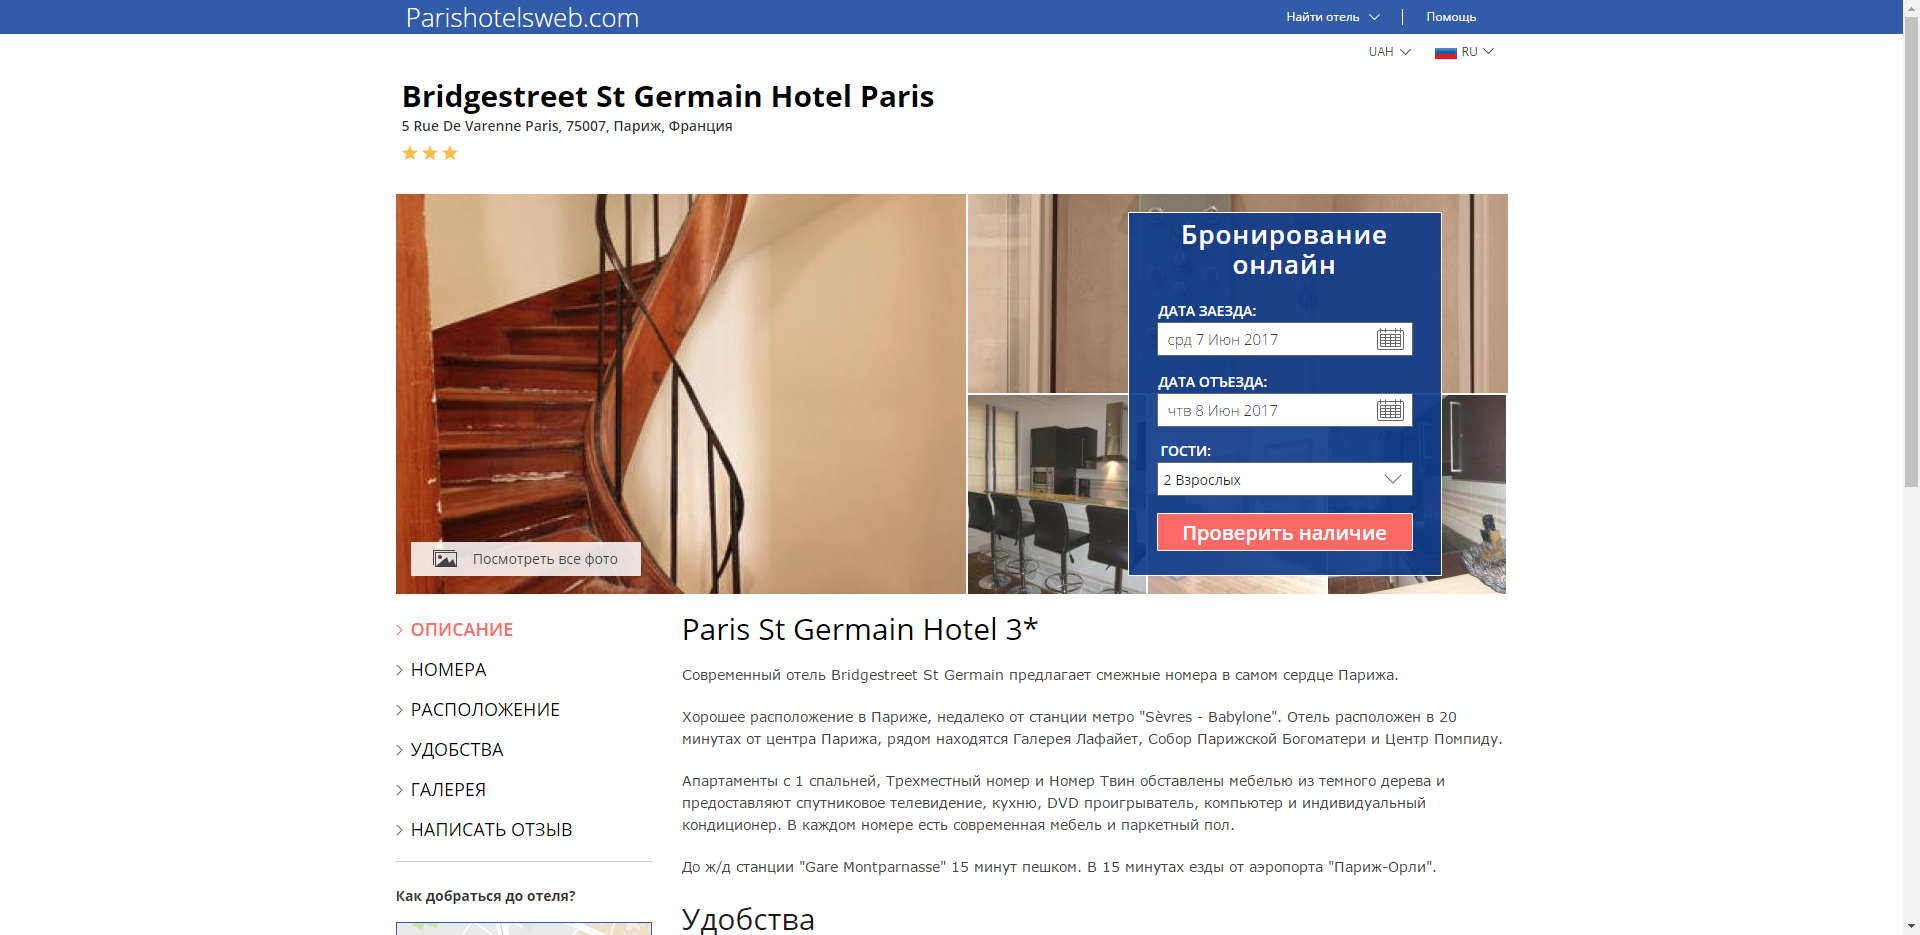 Parishotelsweb.com
Найти отель
Помощь
UAH
RU
Bridgestreet St Germain Hotel Paris
5 Rue De Varenne Paris, 75007, Париж, Франция
Бронирование
онлайн
ДАТА ЗАЕЗДА:
срд 7 Июн 2017
ДАТА ОТЪЕЗДА:
чтв 8 Июн 2017
ГОСТИ:
2 Взрослых
Проверить наличие
Посмотреть все фото
ОПИСАНИЕ
НОМЕРА
РАСПОЛОЖЕНИЕ
УДОБСТВА
ГАЛЕРЕЯ
НАПИСАТЬ ОТЗЫВ
Как добраться до отеля?
Paris St Germain Hotel 3*
Современный отель Bridgestreet St Germain предлагает смежные номера в самом сердце Парижа.
Хорошее расположение в Париже, недалеко от станции метро "Sèvres - Babylone". Отель расположен в 20
минутах от центра Парижа, рядом находятся Галерея Лафайет, Собор Парижской Богоматери и Центр Помпиду.
Апартаменты с 1 спальней, Трехместный номер и Номер Твин обставлены мебелью из темного дерева и
предоставляют спутниковое телевидение, кухню, DVD проигрыватель, компьютер и индивидуальный
кондиционер. В каждом номере есть современная мебель и паркетный пол.
До ж/д станции "Gare Montparnasse" 15 минут пешком. В 15 минутах езды от аэропорта "Париж-Орли".
Удобства